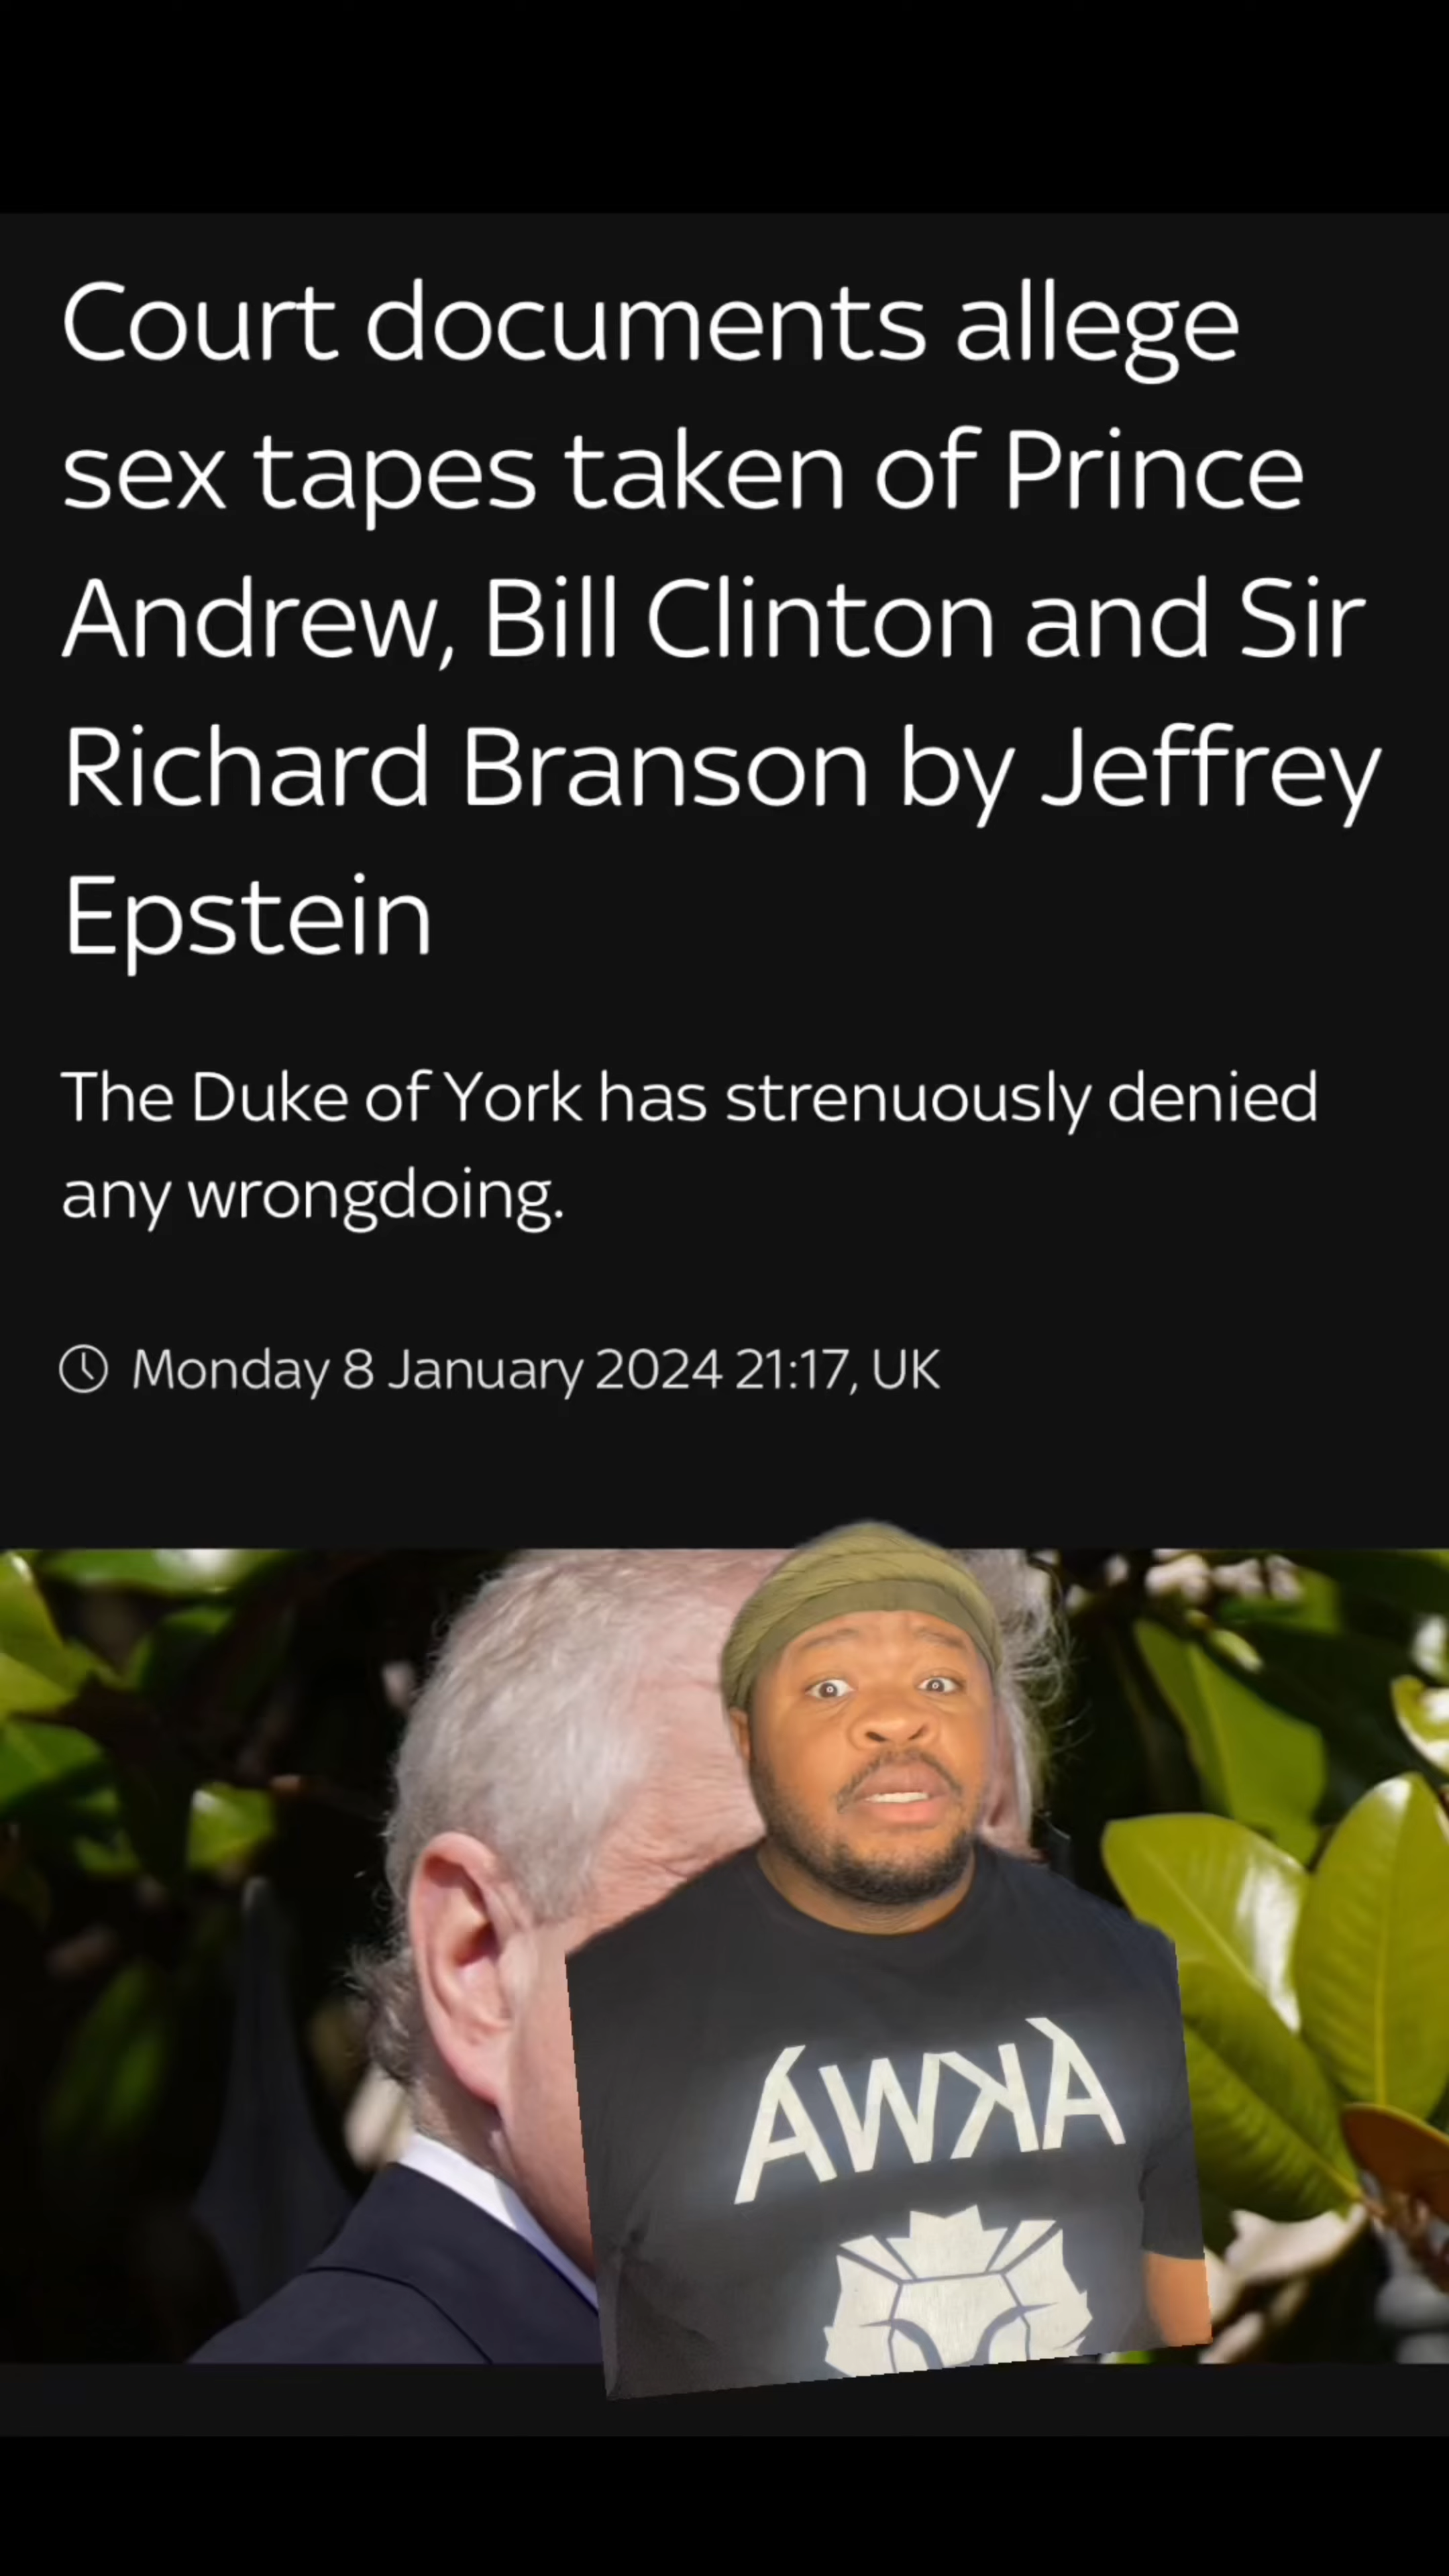 Court documents allege
sex tapes taken of Prince
Andrew, Bill Clinton and Sir
Richard Branson by Jeffrey
Epstein
The Duke of York has strenuously denied
any wrongdoing.
Monday 8 January 2024 21:17, UK
AWKA